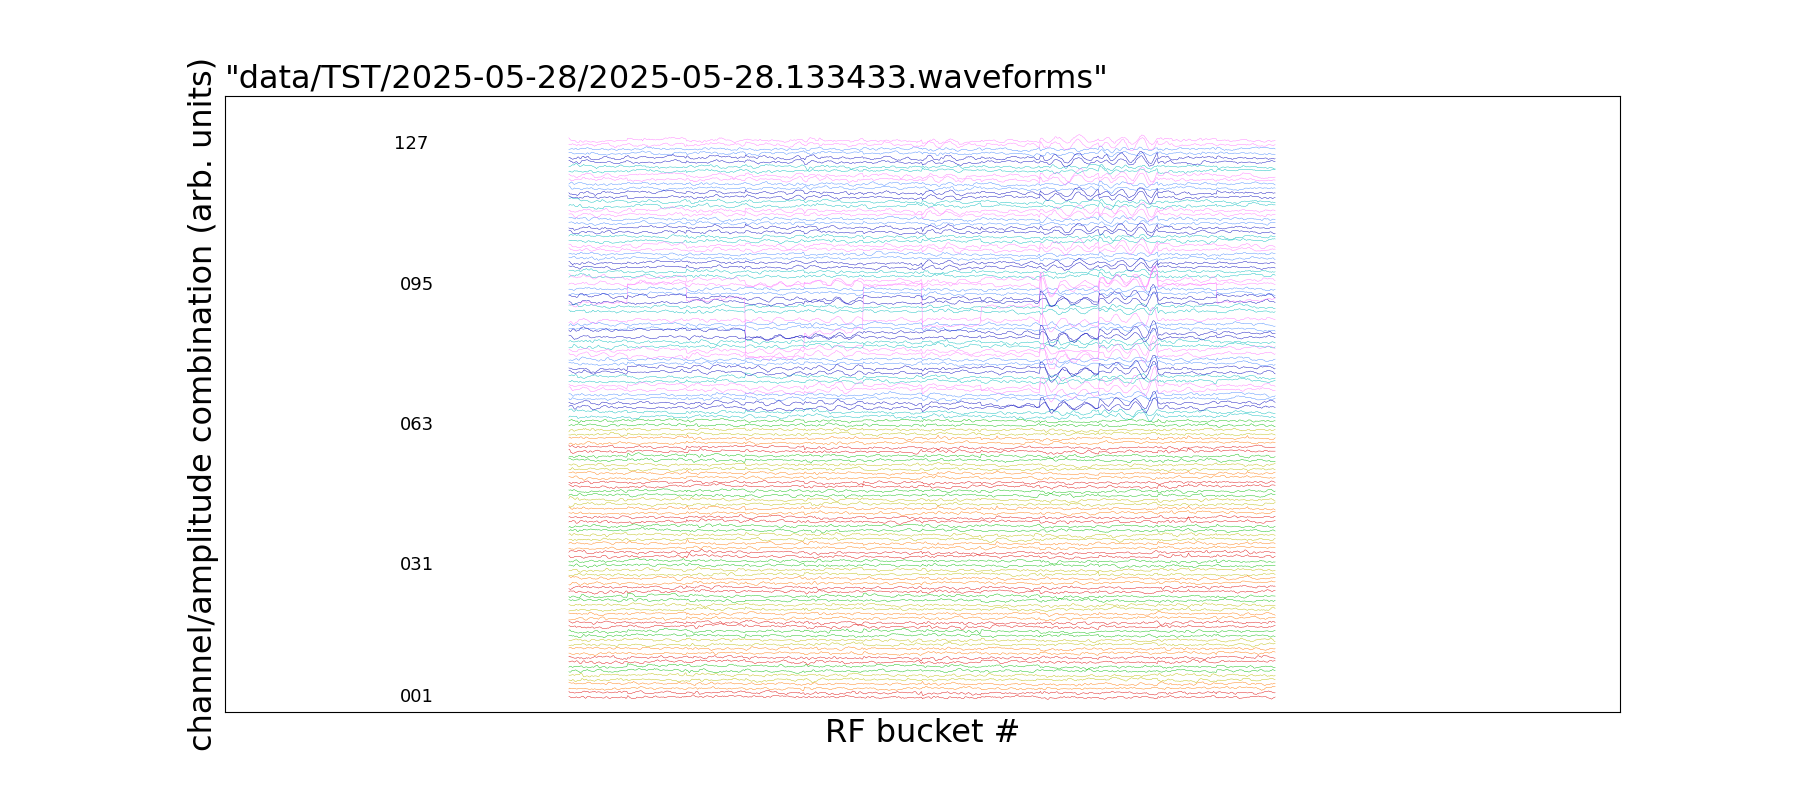 "data/TST/2025-05-28/2025-05-28.133433.waveforms"
channel/amplitude combination (arb. units)
127
095
063
031
001
RF bucket #